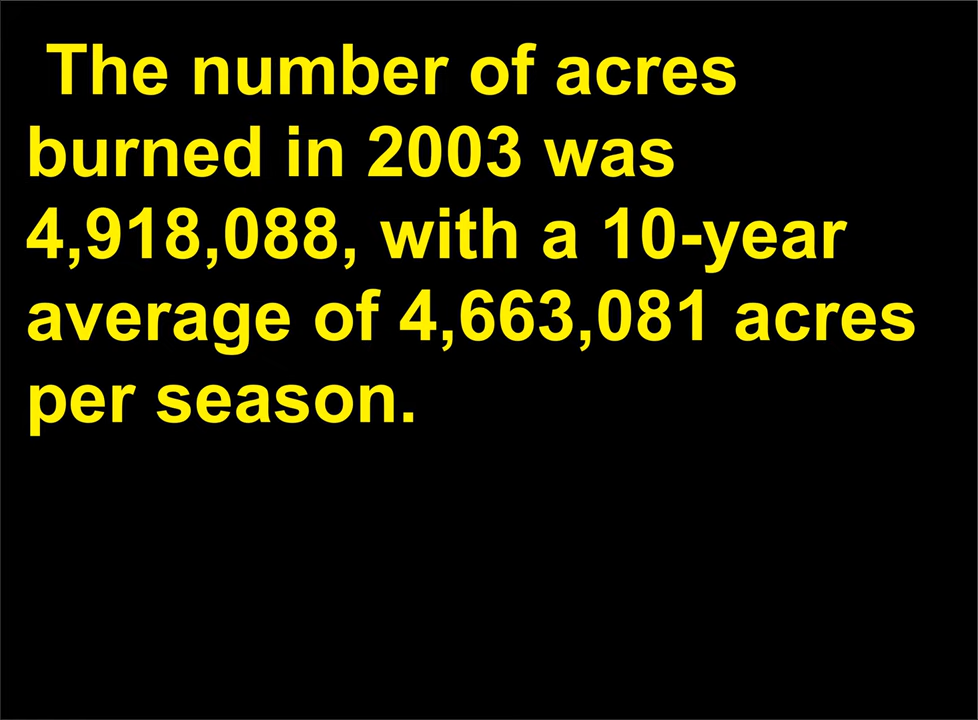 The number of acres
burned in 2003 was
4,918,088, with a 10-year
average of 4,663,081 acres
per season.